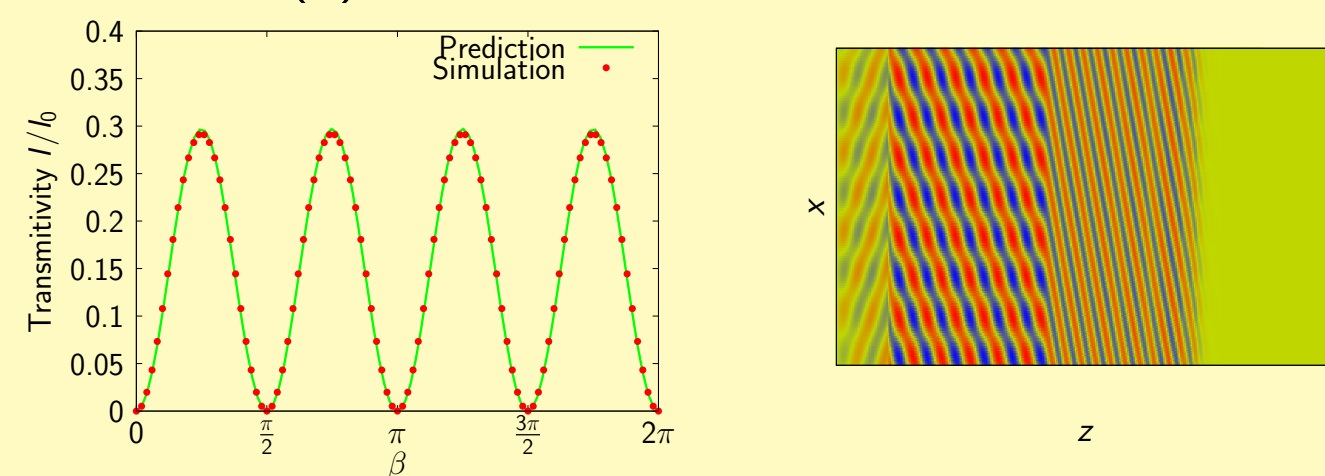 0.4
0.35
0.3
0.25
0.2
0.15
0.1
0.05
0
Transmitivity I/I0
Prediction
Simulation
0 π/2 π 3π/2 2π
β
x
z